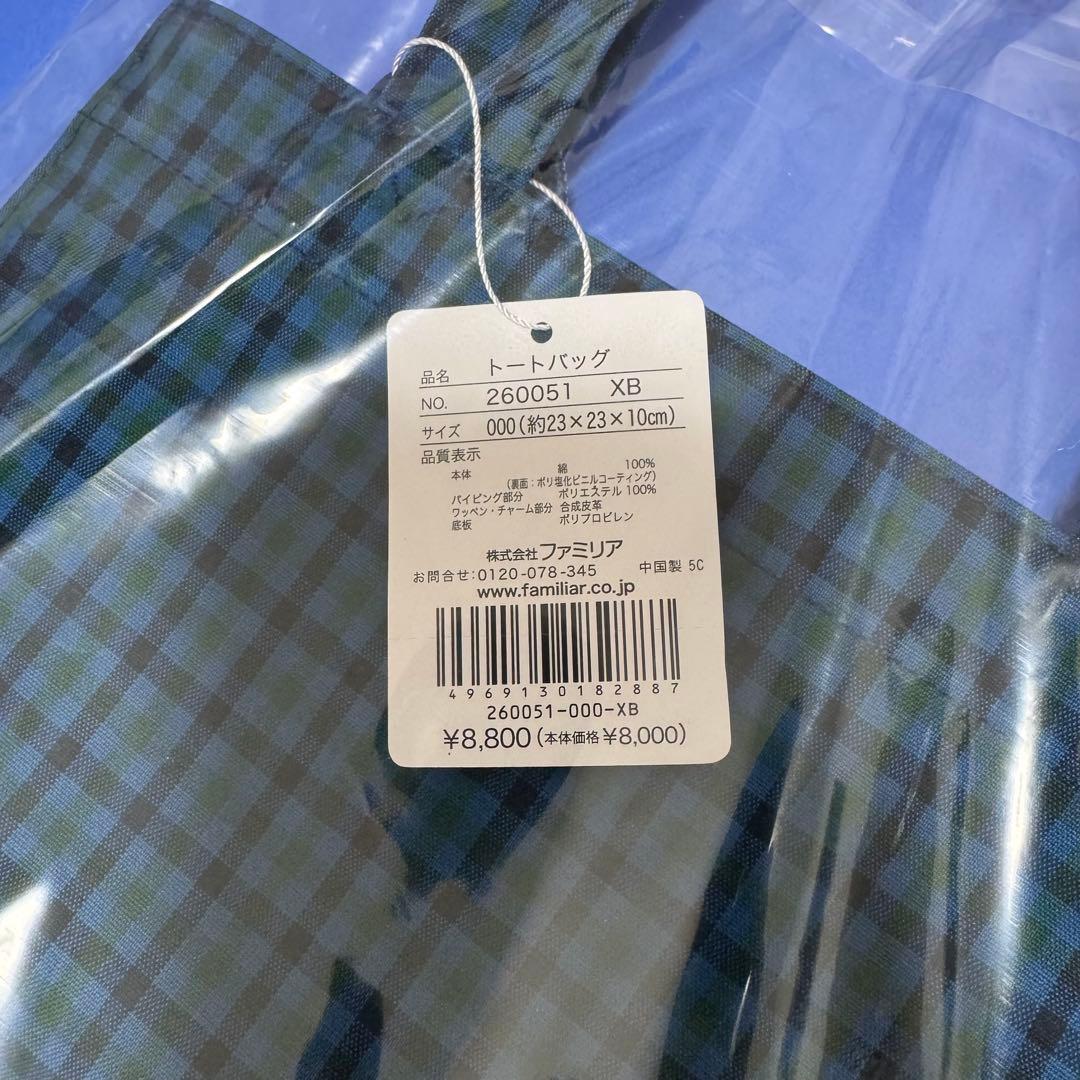 品名 トートバッグ
NO. 260051 XB
サイズ 000(約23×23×10cm)
品質表示
本体 綿 100%
(裏面:ポリ塩化ビニルコーティング)
パイピング部分 ポリエステル 100%
ワッペン・チャーム部分 合成皮革
底板 ポリプロピレン
株式会社ファミリア
お問合せ:0120-078-345 中国製 5C
www.familiar.co.jp
4969130182887
260051-000-XB
¥8,800(本体価格 ¥8,000)